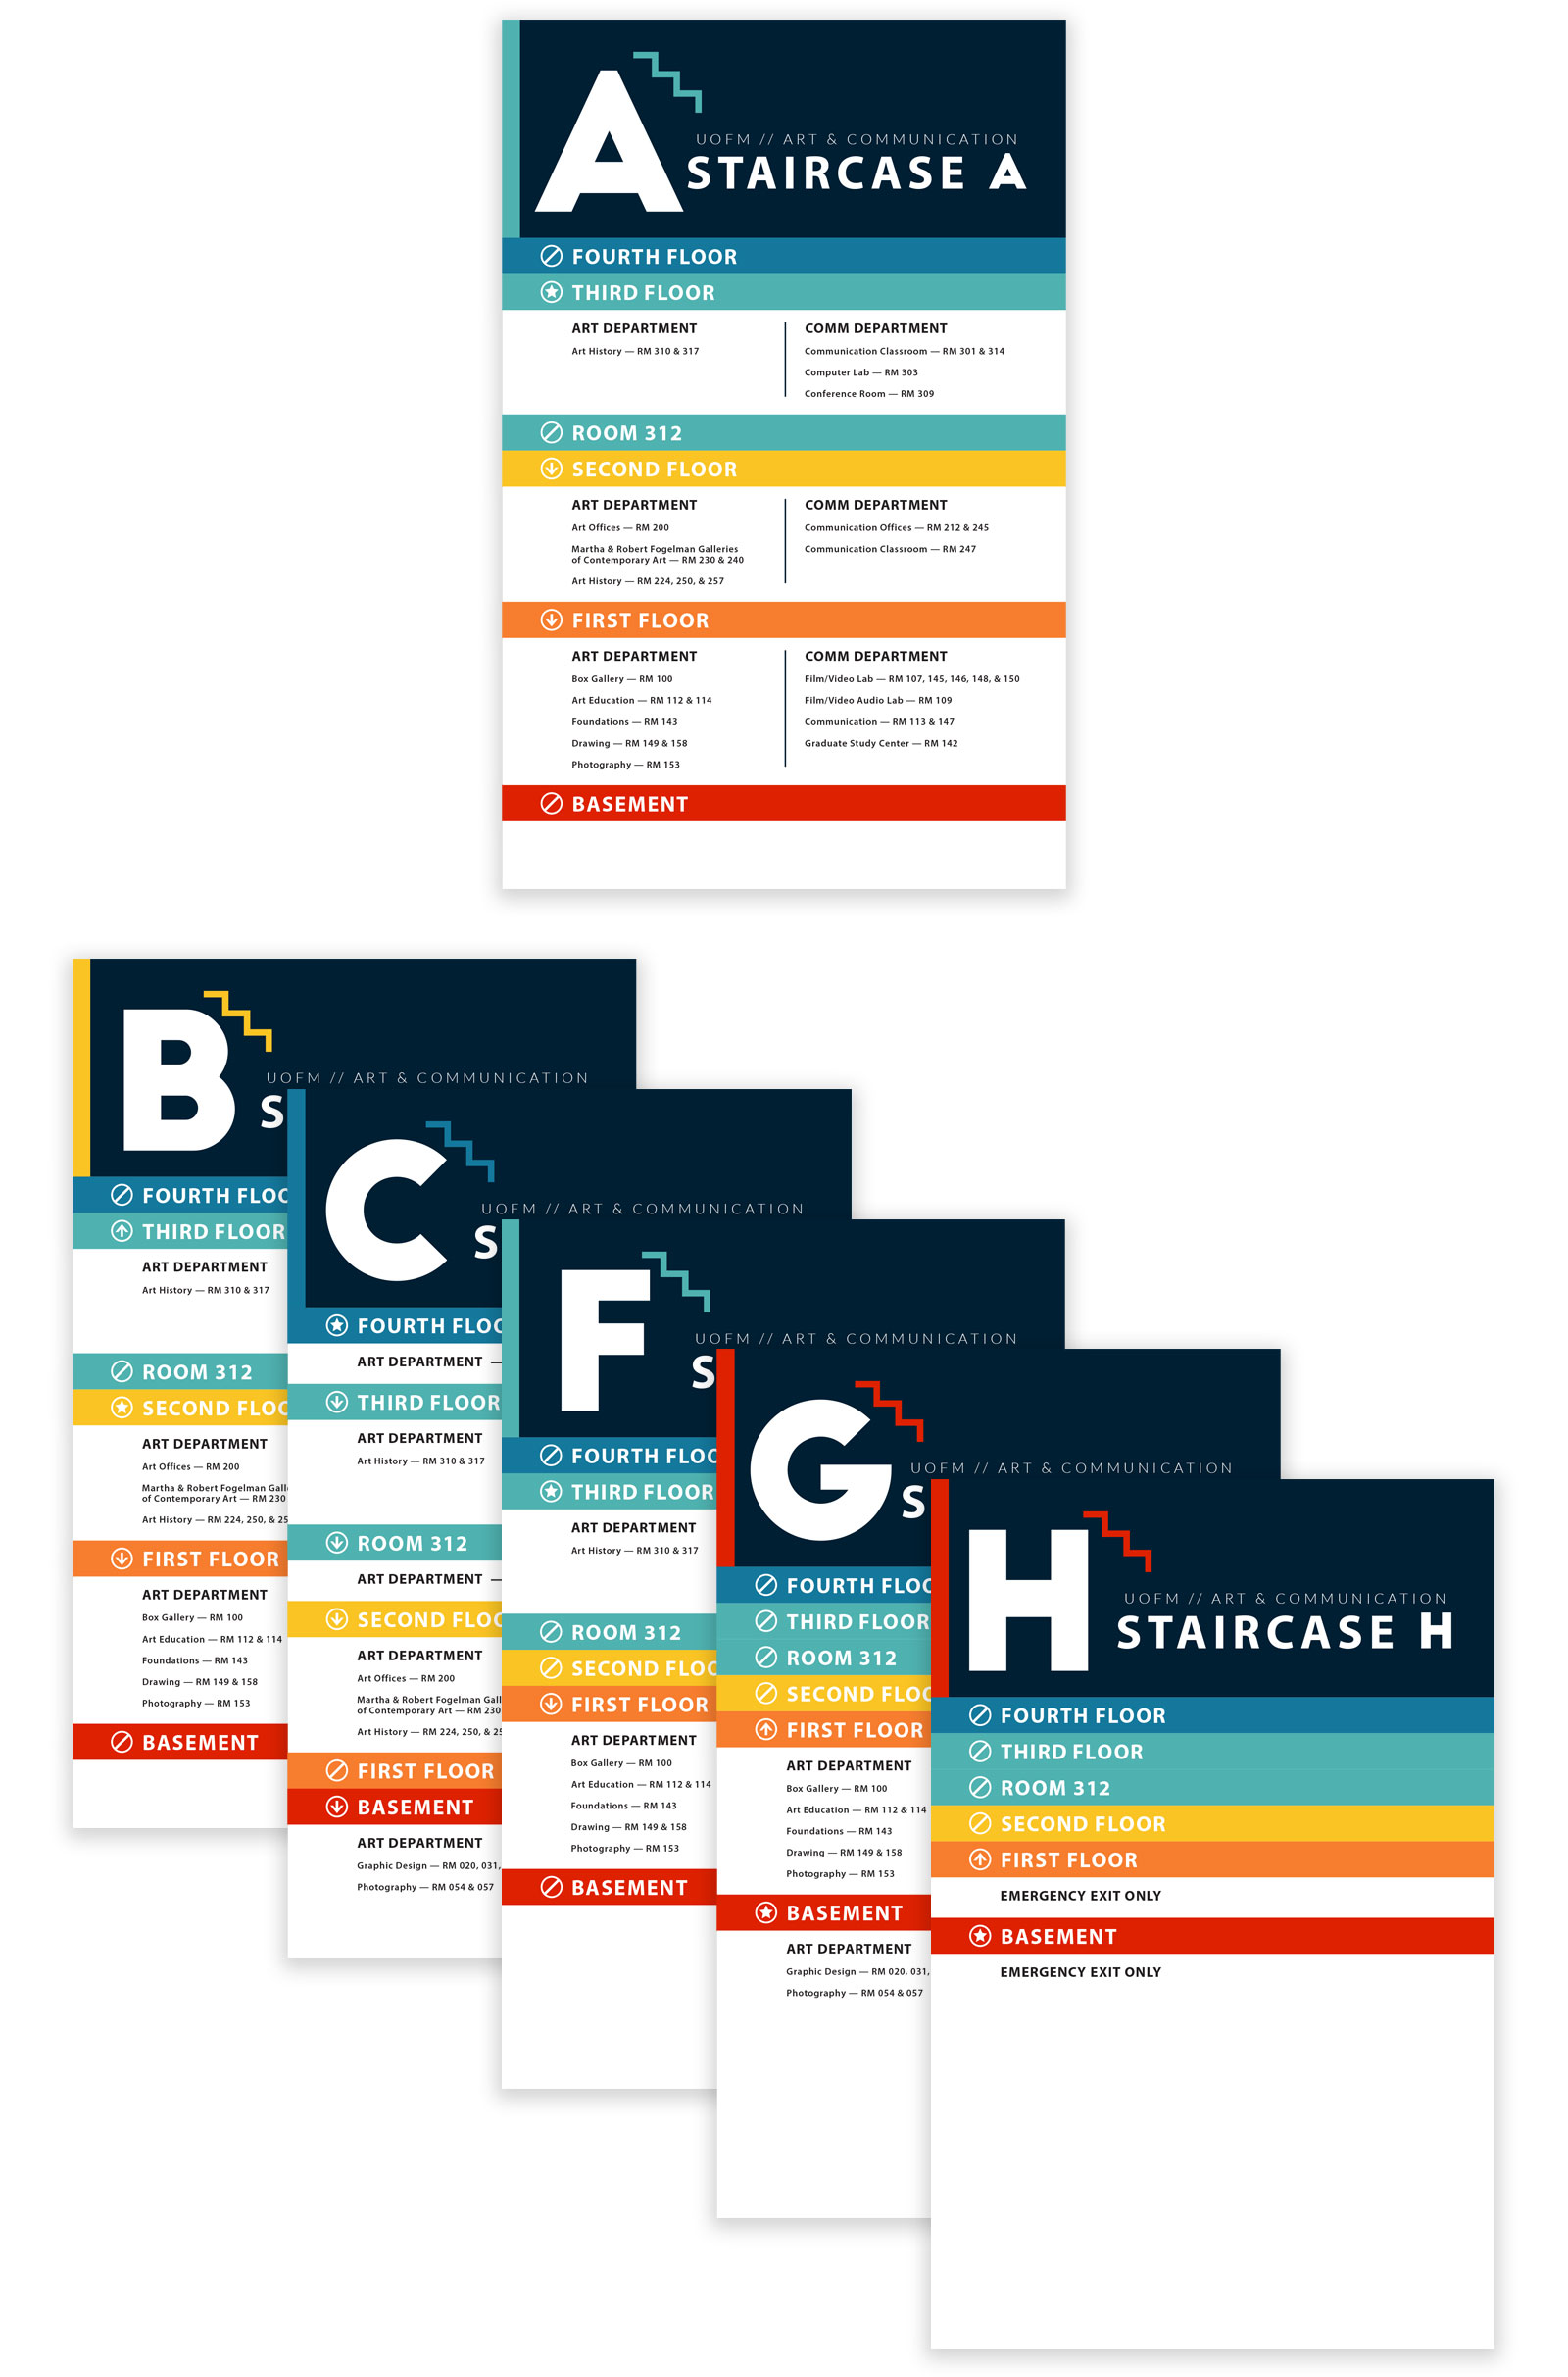 A
UOFM // ART & COMMUNICATION
STAIRCASE A
FOURTH FLOOR
THIRD FLOOR
ART DEPARTMENT
Art History — RM 310 & 317
COMM DEPARTMENT
Communication Classroom — RM 301 & 314
Computer Lab — RM 303
Conference Room — RM 309
ROOM 312
SECOND FLOOR
ART DEPARTMENT
Art Offices — RM 200
Martha & Robert Fogelman Galleries
of Contemporary Art — RM 230 & 240
Art History — RM 224, 250, & 257
COMM DEPARTMENT
Communication Offices — RM 212 & 245
Communication Classroom — RM 247
FIRST FLOOR
ART DEPARTMENT
Box Gallery — RM 100
Art Education — RM 112 & 114
Foundations — RM 143
Drawing — RM 149 & 158
Photography — RM 153
COMM DEPARTMENT
Film/Video Lab — RM 107, 145, 146, 148, & 150
Film/Video Audio Lab — RM 109
Communication — RM 113 & 147
Graduate Study Center — RM 142
BASEMENT
B
UOFM // ART & COMMUNICATION
S
FOURTH FLOO
THIRD FLOOR
ART DEPARTMENT
Art History — RM 310 & 317
ROOM 312
SECOND FLOO
ART DEPARTMENT
Art Offices — RM 200
Martha & Robert Fogelman Gall
of Contemporary Art — RM 230
Art History — RM 224, 250, & 25
FIRST FLOOR
ART DEPARTMENT
Box Gallery — RM 100
Art Education — RM 112 & 114
Foundations — RM 143
Drawing — RM 149 & 158
Photography — RM 153
BASEMENT
C
UOFM // ART & COMMUNICATION
S
FOURTH FLOO
ART DEPARTMENT —
THIRD FLOOR
ART DEPARTMENT
Art History — RM 310 & 317
ROOM 312
ART DEPARTMENT —
SECOND FLOO
ART DEPARTMENT
Art Offices — RM 200
Martha & Robert Fogelman Gall
of Contemporary Art — RM 230
Art History — RM 224, 250, & 25
FIRST FLOOR
BASEMENT
ART DEPARTMENT
Graphic Design — RM 020, 031,
Photography — RM 054 & 057
F
UOFM // ART & COMMUNICATION
S
FOURTH FLOO
THIRD FLOOR
ART DEPARTMENT
Art History — RM 310 & 317
ROOM 312
SECOND FLOO
FIRST FLOOR
ART DEPARTMENT
Box Gallery — RM 100
Art Education — RM 112 & 114
Foundations — RM 143
Drawing — RM 149 & 158
Photography — RM 153
BASEMENT
G
UOFM // ART & COMMUNICATION
S
FOURTH FLOO
THIRD FLOOR
ROOM 312
SECOND FLOO
FIRST FLOOR
ART DEPARTMENT
Box Gallery — RM 100
Art Education — RM 112 & 114
Foundations — RM 143
Drawing — RM 149 & 158
Photography — RM 153
BASEMENT
ART DEPARTMENT
Graphic Design — RM 020, 031,
Photography — RM 054 & 057
H
UOFM // ART & COMMUNICATION
STAIRCASE H
FOURTH FLOOR
THIRD FLOOR
ROOM 312
SECOND FLOOR
FIRST FLOOR
EMERGENCY EXIT ONLY
BASEMENT
EMERGENCY EXIT ONLY